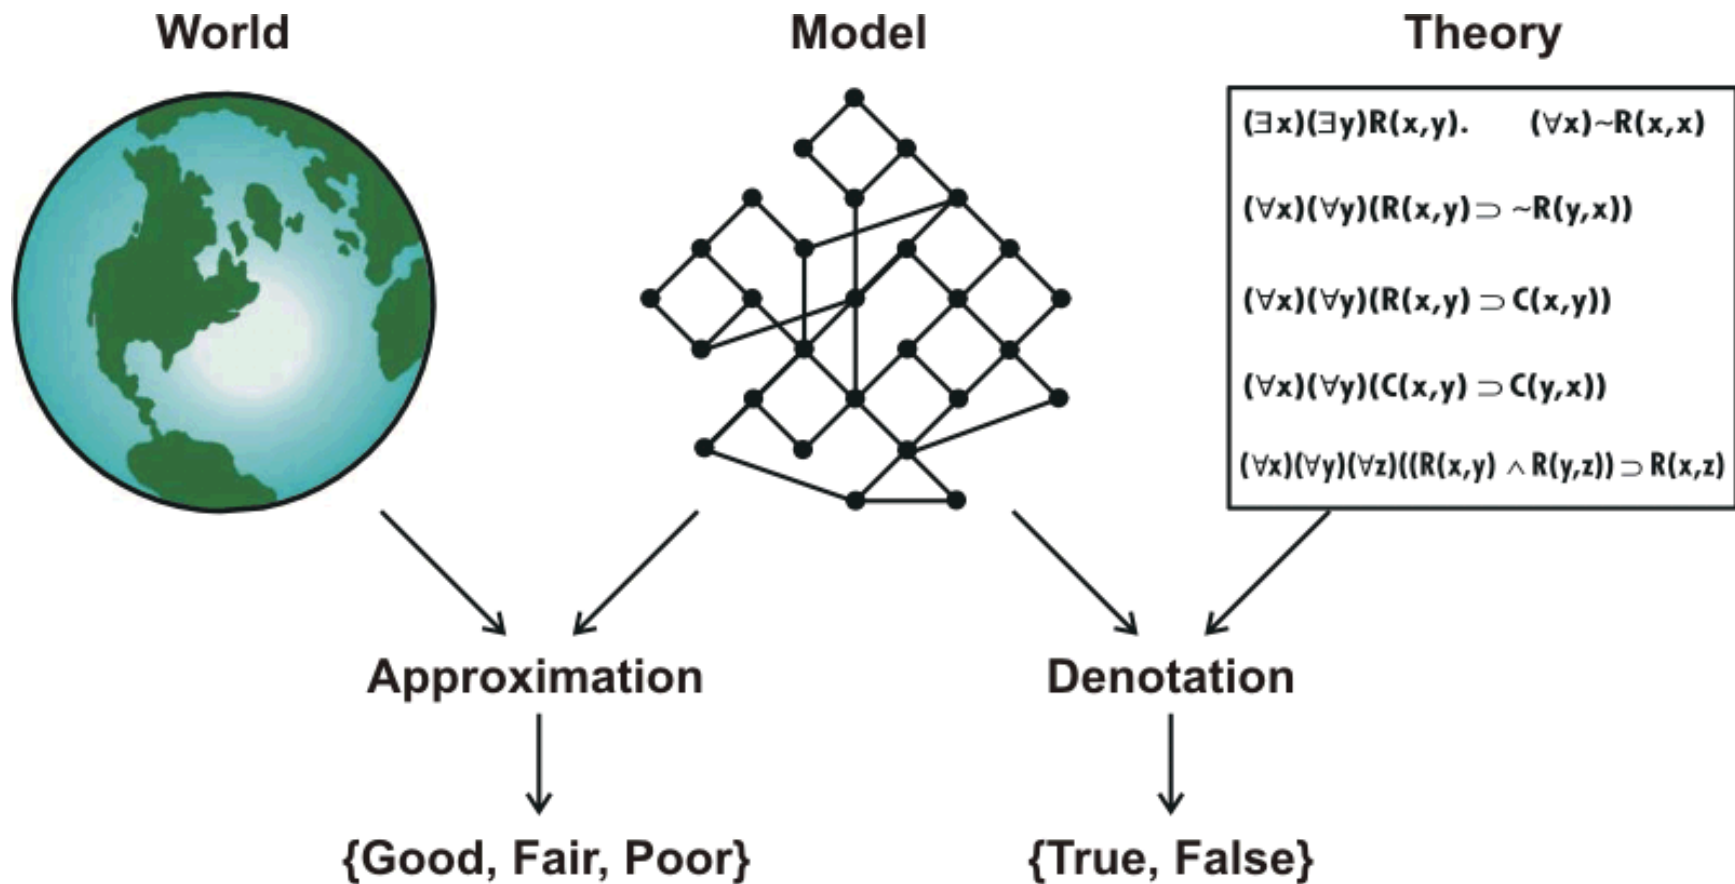 World Model Theory
(∃x)(∃y)R(x,y). (∀x)~R(x,x)
(∀x)(∀y)(R(x,y) ⊃ ~R(y,x))
(∀x)(∀y)(R(x,y) ⊃ C(x,y))
(∀x)(∀y)(C(x,y) ⊃ C(y,x))
(∀x)(∀y)(∀z)((R(x,y) ∧ R(y,z)) ⊃ R(x,z)
Approximation Denotation
{Good, Fair, Poor} {True, False}